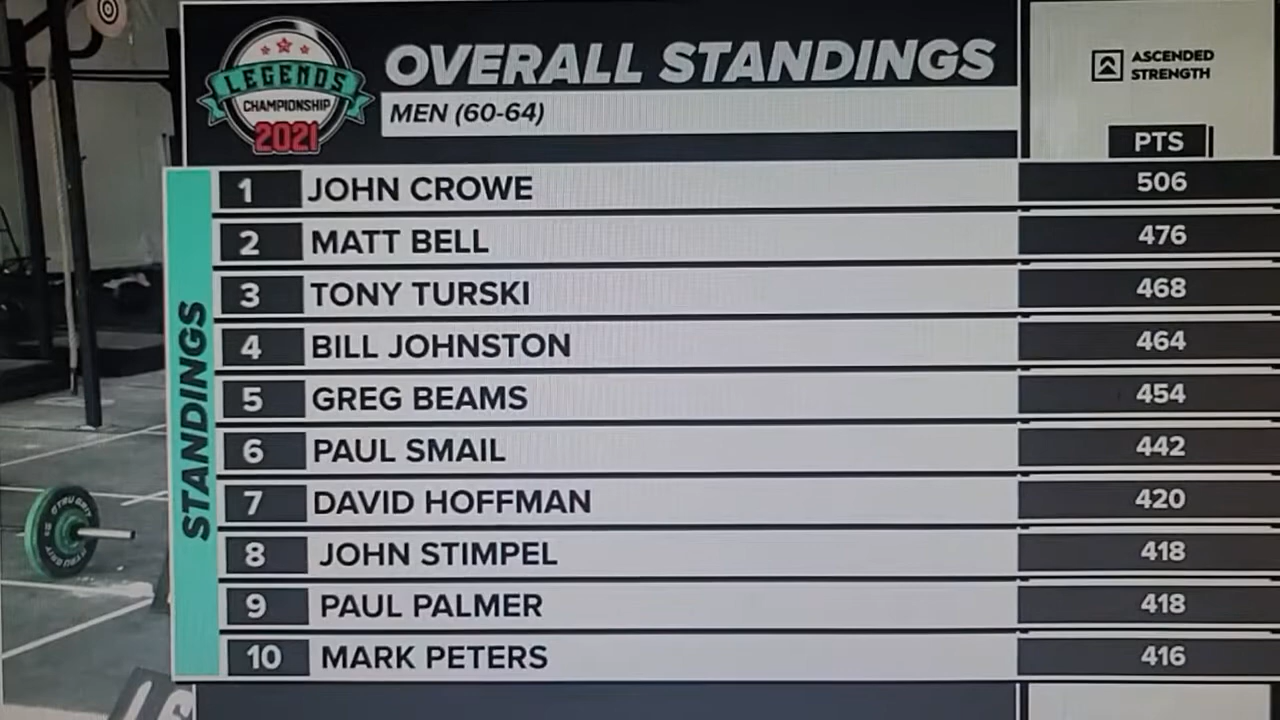 LEGENDS
CHAMPIONSHIP
2021
OVERALL STANDINGS
MEN (60-64)
ASCENDED
STRENGTH
PTS
STANDINGS
1 JOHN CROWE 506
2 MATT BELL 476
3 TONY TURSKI 468
4 BILL JOHNSTON 464
5 GREG BEAMS 454
6 PAUL SMAIL 442
7 DAVID HOFFMAN 420
8 JOHN STIMPEL 418
9 PAUL PALMER 418
10 MARK PETERS 416